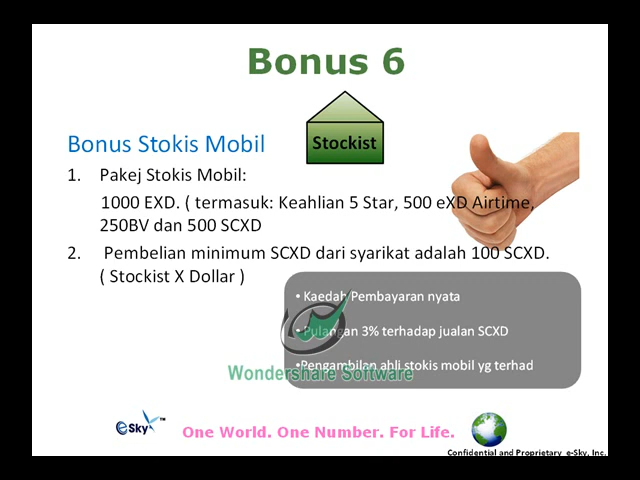 Bonus 6
Stockist
Bonus Stokis Mobil
1. Pakej Stokis Mobil:
1000 EXD. ( termasuk: Keahlian 5 Star, 500 eXD Airtime,
250BV dan 500 SCXD
2. Pembelian minimum SCXD dari syarikat adalah 100 SCXD.
( Stockist X Dollar )
• Kaedah Pembayaran nyata
• Pulangan 3% terhadap jualan SCXD
•Pengambilan ahli stokis mobil yg terhad
Wondershare Software
eSky™
One World. One Number. For Life.
Confidential and Proprietary e-Sky, Inc.